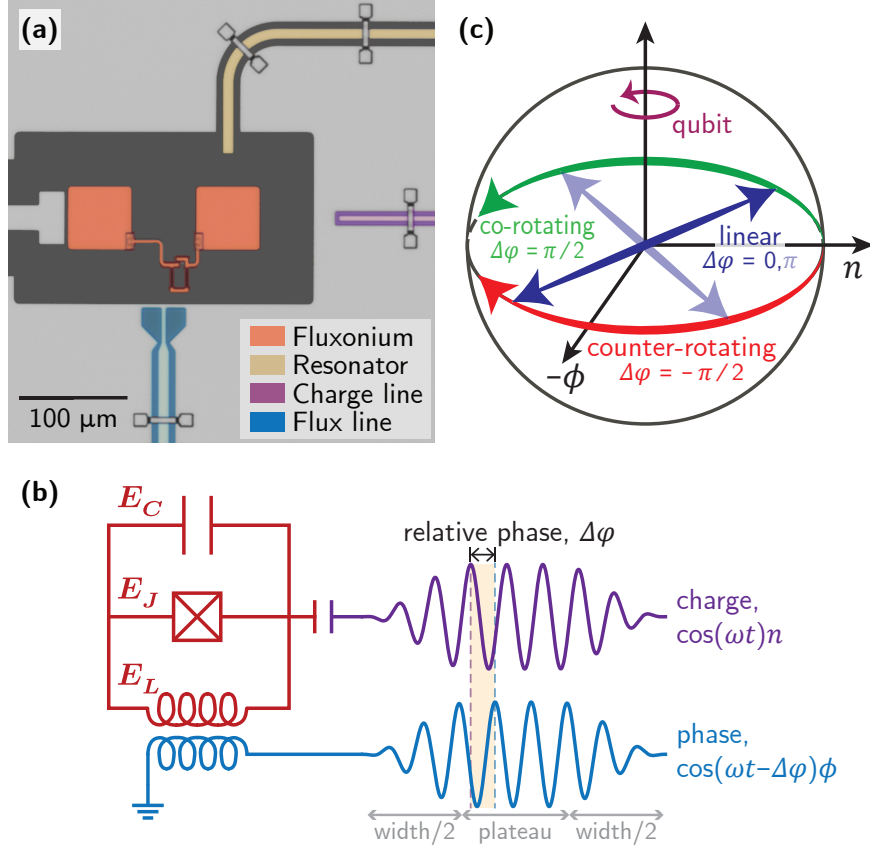 (a)
Fluxonium
Resonator
Charge line
Flux line
100 μm
(c)
qubit
co-rotating
Δφ = π/2
linear
Δφ = 0,π
n
counter-rotating
Δφ = −π/2
−ϕ
(b)
E_C
E_J
E_L
relative phase, Δφ
charge,
cos(ωt)n
phase,
cos(ωt−Δφ)ϕ
width/2
plateau
width/2